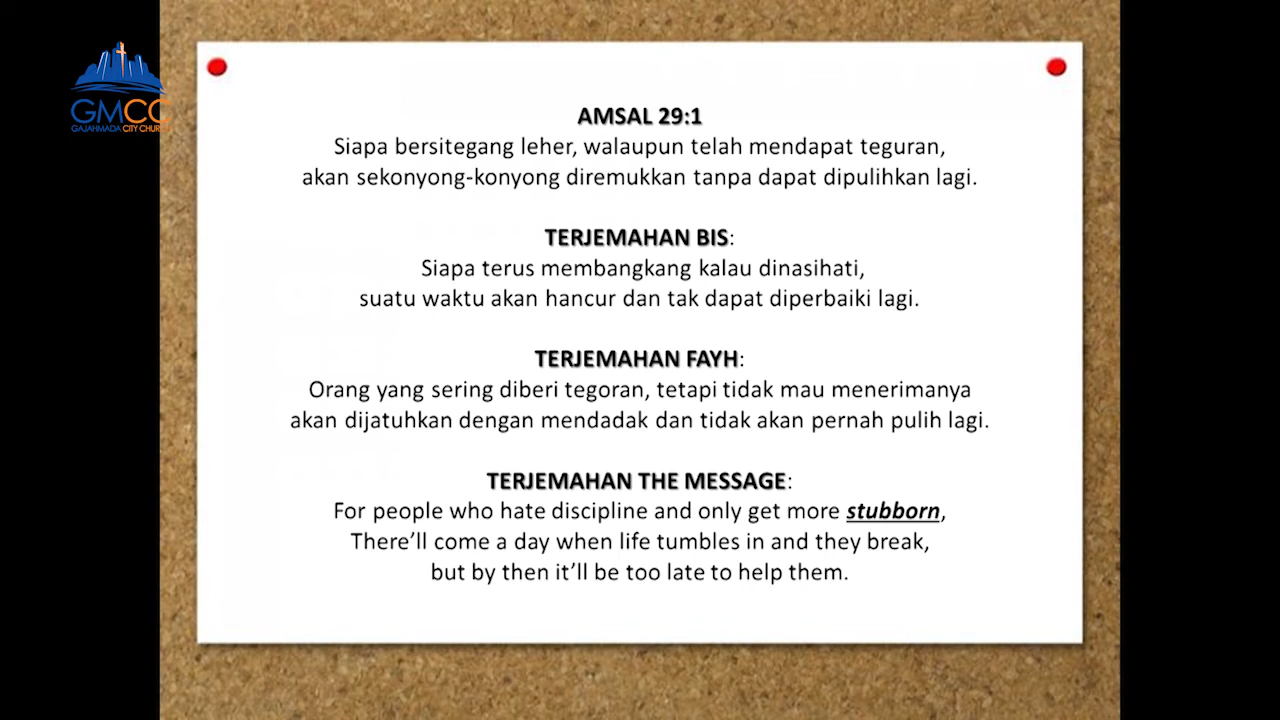 GMCC
GAJAHMADA CITY CHURCH
AMSAL 29:1
Siapa bersitegang leher, walaupun telah mendapat teguran,
akan sekonyong-konyong diremukkan tanpa dapat dipulihkan lagi.
TERJEMAHAN BIS:
Siapa terus membangkang kalau dinasihati,
suatu waktu akan hancur dan tak dapat diperbaiki lagi.
TERJEMAHAN FAYH:
Orang yang sering diberi tegoran, tetapi tidak mau menerimanya
akan dijatuhkan dengan mendadak dan tidak akan pernah pulih lagi.
TERJEMAHAN THE MESSAGE:
For people who hate discipline and only get more stubborn,
There’ll come a day when life tumbles in and they break,
but by then it’ll be too late to help them.